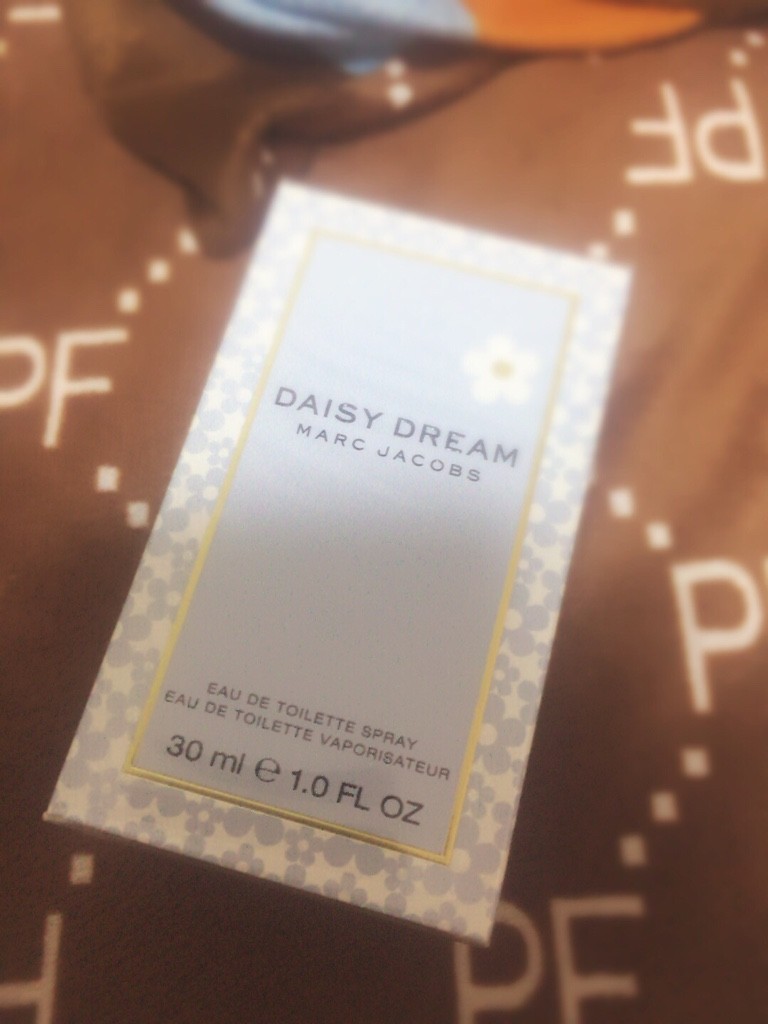 PF
PF
DAISY DREAM
MARC JACOBS
P
EAU DE TOILETTE SPRAY
EAU DE TOILETTE VAPORISATEUR
30 ml e 1.0 FL OZ
PF